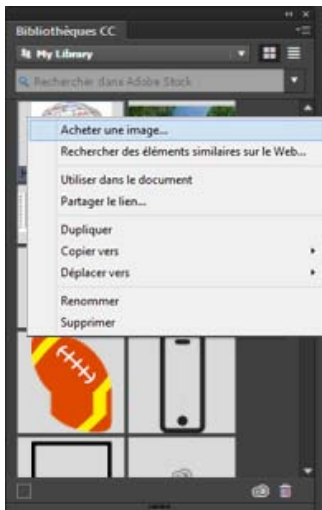 Bibliothèques CC
My Library
Rechercher dans Adobe Stock
Acheter une image...
Rechercher des éléments similaires sur le Web...
Utiliser dans le document
Partager le lien...
Dupliquer
Copier vers
Déplacer vers
Renommer
Supprimer